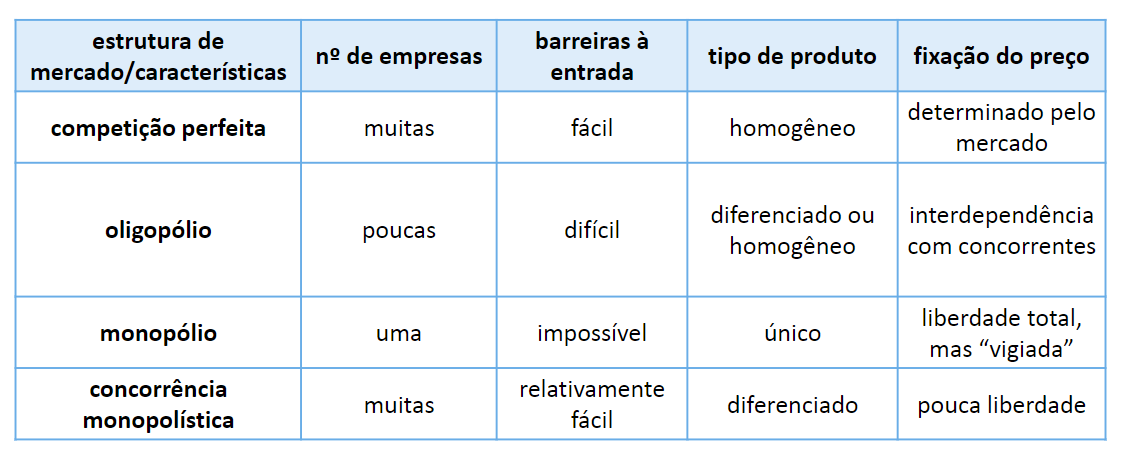 estrutura de
mercado/características
nº de empresas
barreiras à
entrada
tipo de produto
fixação do preço
competição perfeita
muitas
fácil
homogêneo
determinado pelo
mercado
oligopólio
poucas
difícil
diferenciado ou
homogêneo
interdependência
com concorrentes
monopólio
uma
impossível
único
liberdade total,
mas “vigiada”
concorrência
monopolística
muitas
relativamente
fácil
diferenciado
pouca liberdade